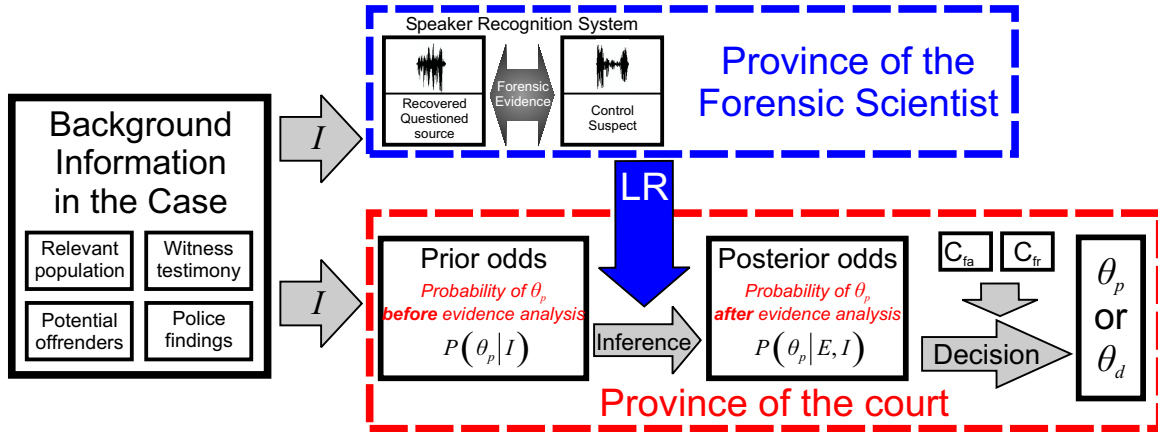 Speaker Recognition System
Recovered
Questioned
source
Forensic
Evidence
Control
Suspect
Province of the
Forensic Scientist
Background
Information
in the Case
Relevant
population
Witness
testimony
Potential
offrenders
Police
findings
I
I
LR
Prior odds
Probability of θp
before evidence analysis
P(θp|I)
Inference
Posterior odds
Probability of θp
after evidence analysis
P(θp|E, I)
Cfa
Cfr
Decision
θp
or
θd
Province of the court